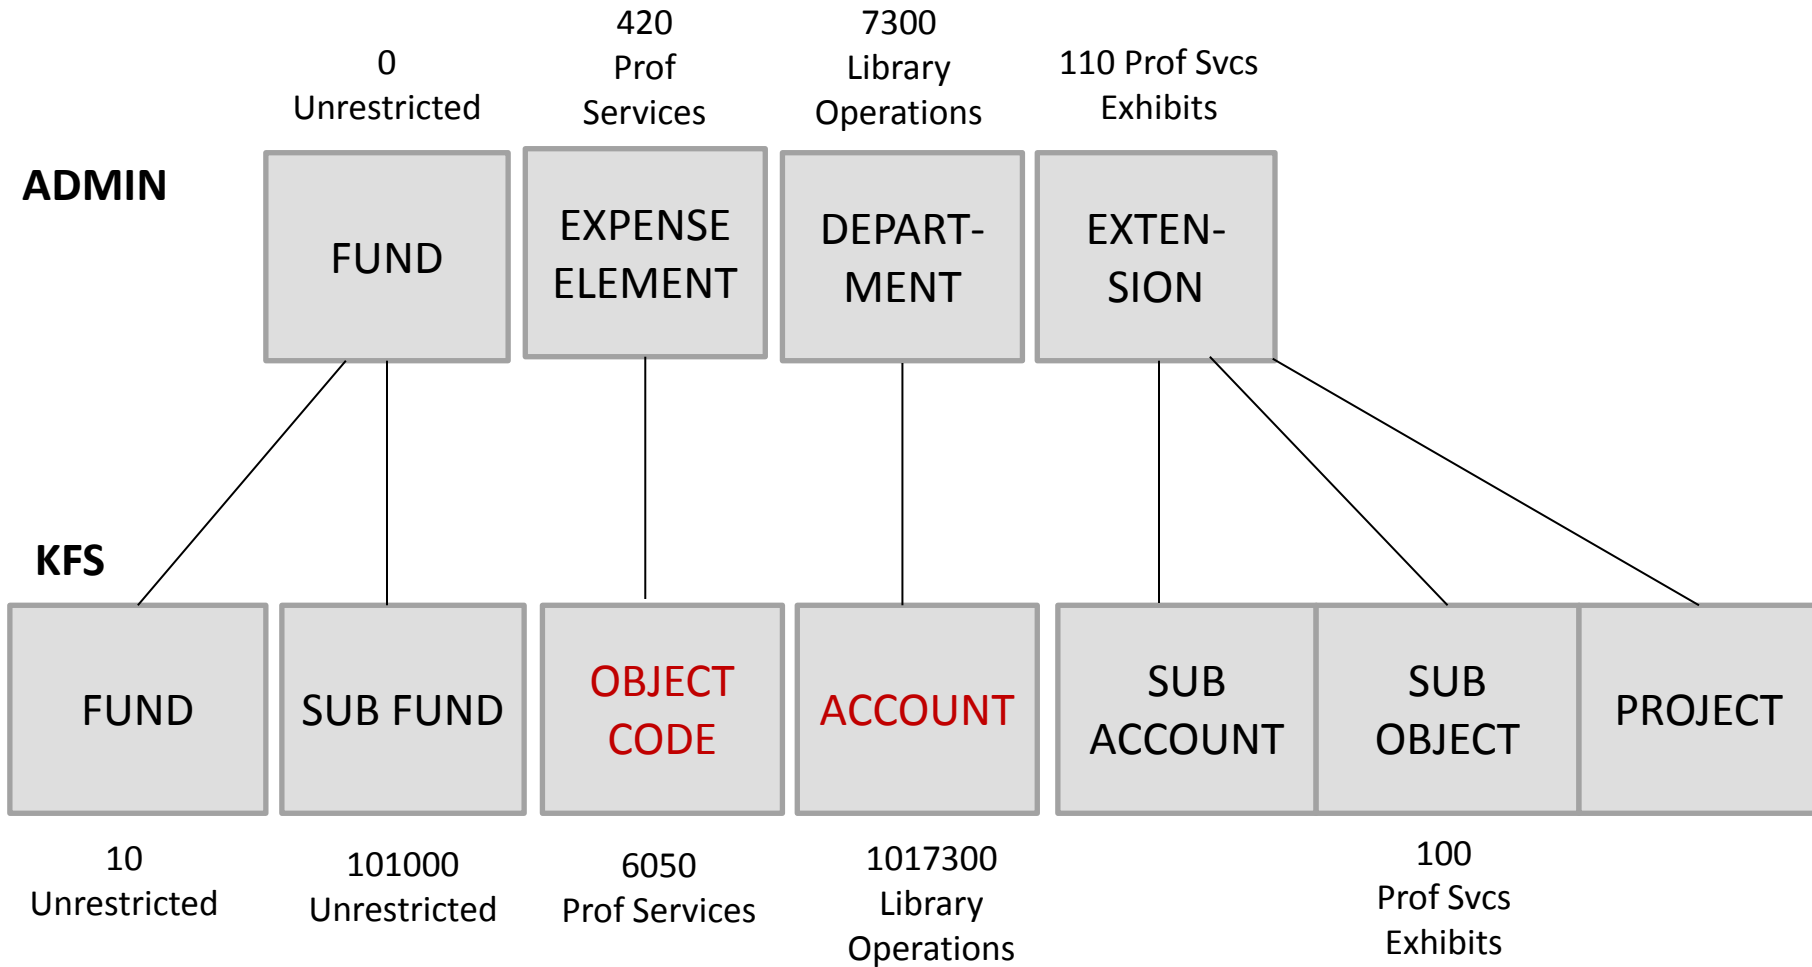 0
Unrestricted
420
Prof
Services
7300
Library
Operations
110 Prof Svcs
Exhibits
ADMIN
FUND
EXPENSE
ELEMENT
DEPART-
MENT
EXTEN-
SION
KFS
FUND
SUB FUND
OBJECT
CODE
ACCOUNT
SUB
ACCOUNT
SUB
OBJECT
PROJECT
10
Unrestricted
101000
Unrestricted
6050
Prof Services
1017300
Library
Operations
100
Prof Svcs
Exhibits